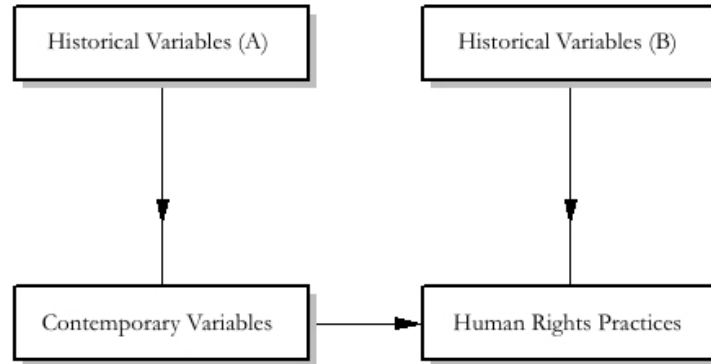 Historical Variables (A)
Historical Variables (B)
Contemporary Variables
Human Rights Practices